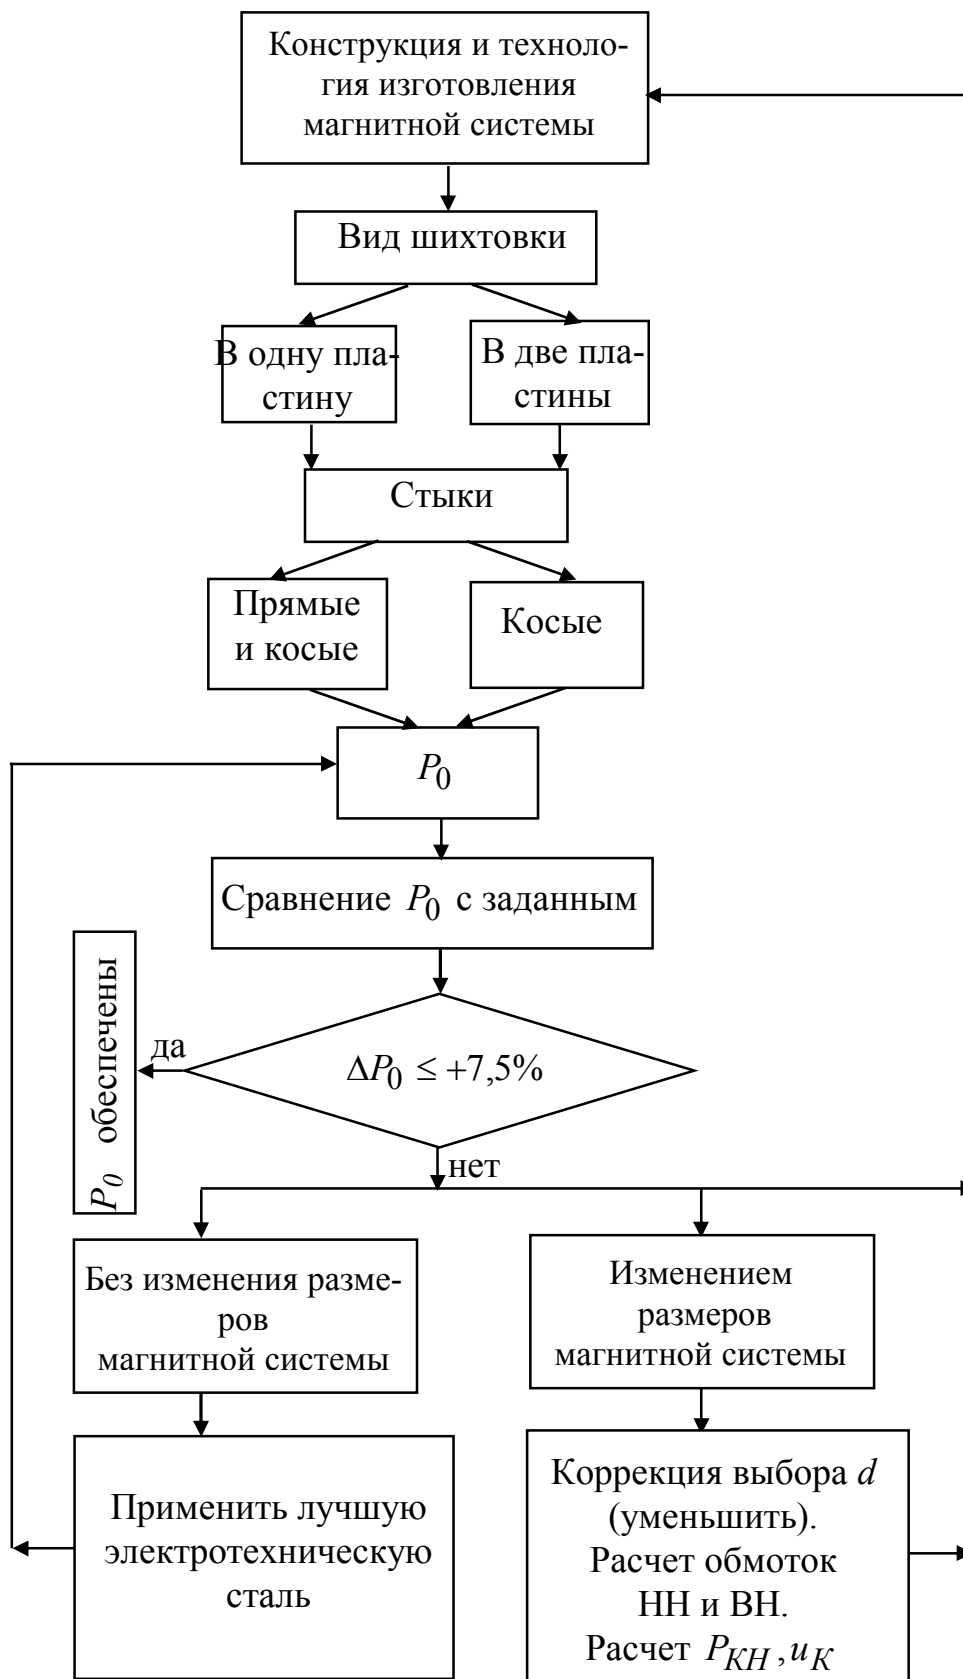 Конструкция и техноло-
гия изготовления
магнитной системы
Вид шихтовки
В одну пла-
стину
В две пла-
стины
Стыки
Прямые
и косые
Косые
P₀
Сравнение P₀ с заданным
P₀ обеспечены
да
ΔP₀ ≤ +7,5%
нет
Без изменения разме-
ров
магнитной системы
Изменением
размеров
магнитной системы
Применить лучшую
электротехническую
сталь
Коррекция выбора d
(уменьшить).
Расчет обмоток
НН и ВН.
Расчет P_КН, u_К